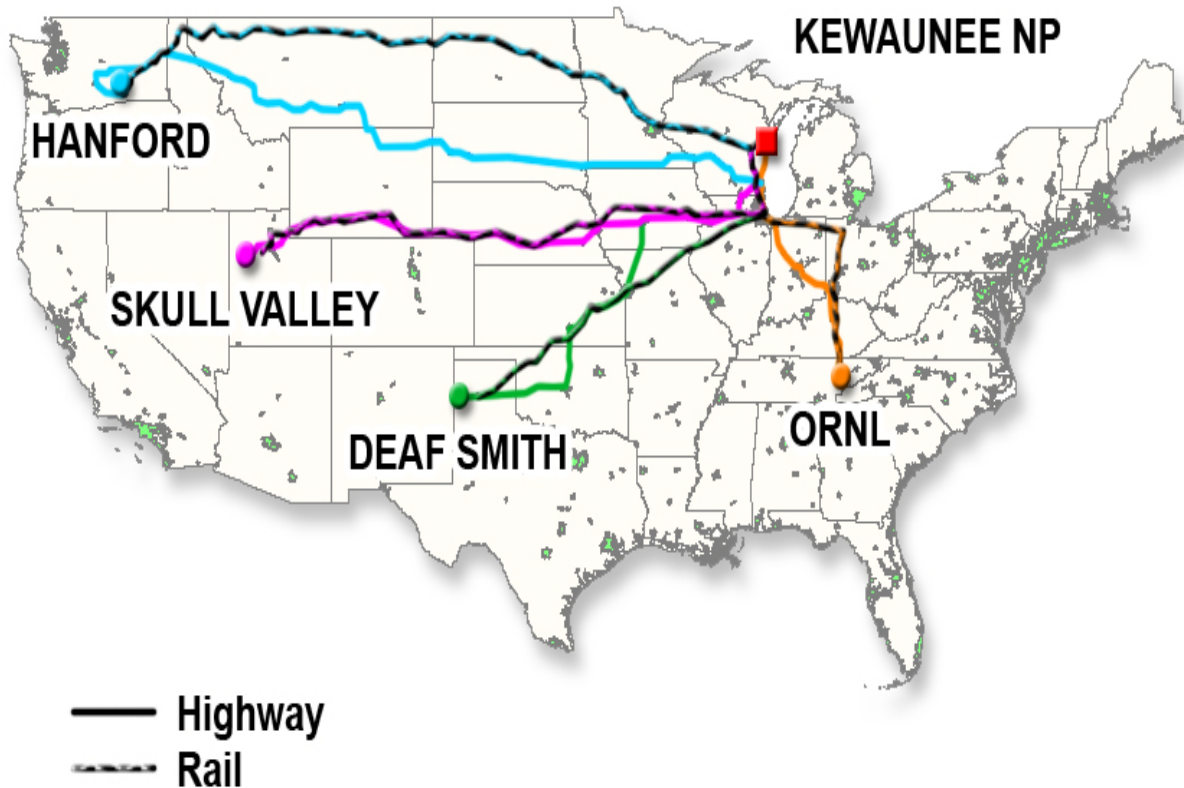 KEWAUNEE NP
HANFORD
SKULL VALLEY
DEAF SMITH
ORNL
Highway
Rail